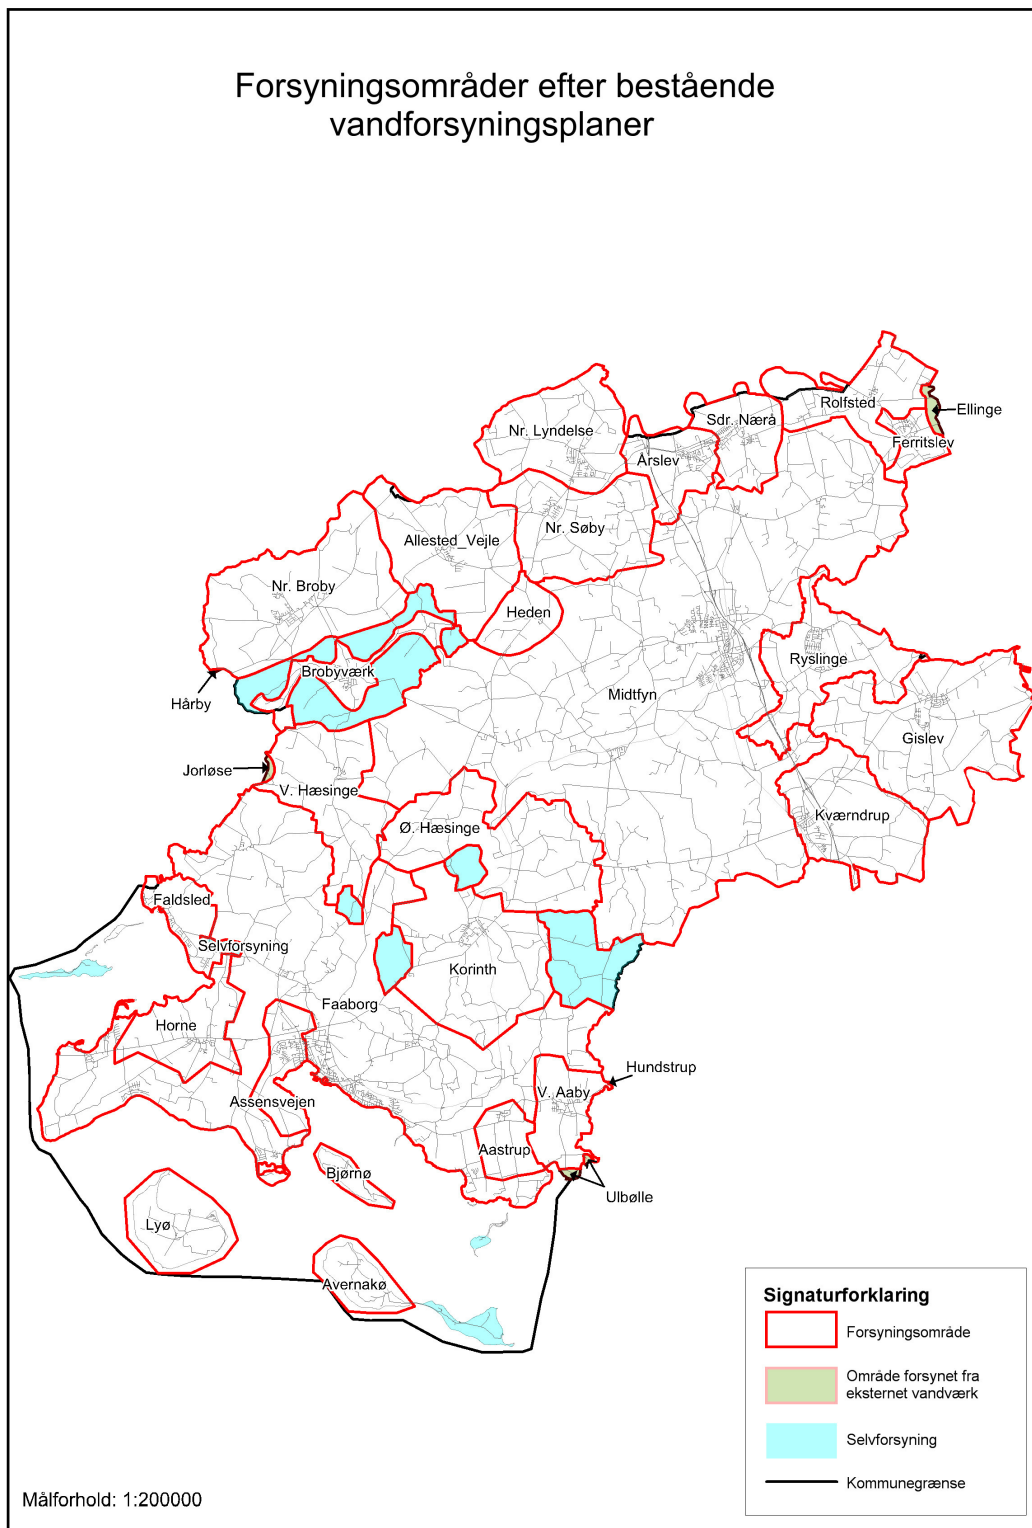 Forsyningsområder efter bestående
vandforsyningsplaner
Rolfsted
Ellinge
Sdr. Nærå
Nr. Lyndelse
Ferritslev
Årslev
Nr. Søby
Allested_Vejle
Nr. Broby
Heden
Ryslinge
Brobyværk
Midtfyn
Hårby
Gislev
Jorløse
V. Hæsinge
Kværndrup
Ø. Hæsinge
Faldsled
Selvforsyning
Korinth
Faaborg
Horne
Hundstrup
V. Aaby
Assensvejen
Aastrup
Bjørnø
Ulbølle
Lyø
Avernakø
Signaturforklaring
Forsyningsområde
Område forsynet fra
eksternet vandværk
Selvforsyning
Kommunegrænse
Målforhold: 1:200000